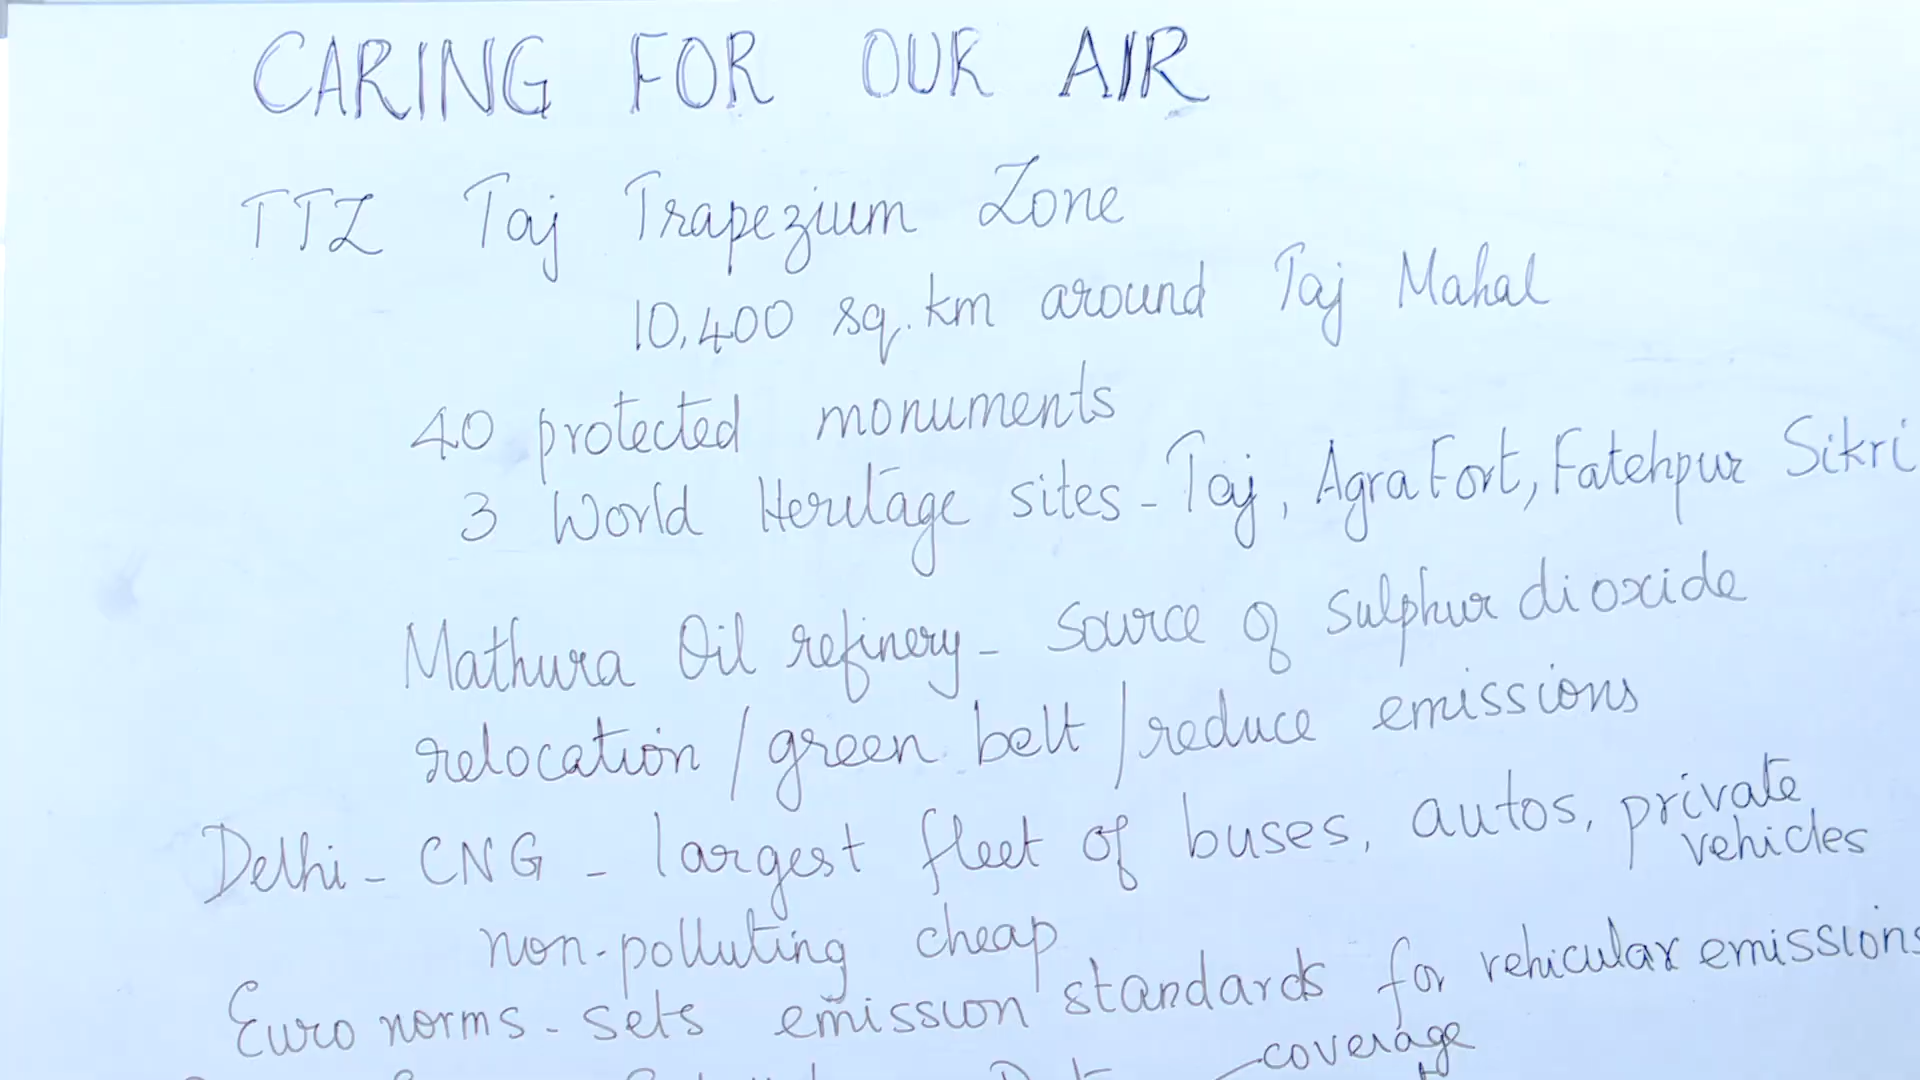 CARING FOR OUR AIR
TTZ Taj Trapezium Zone
10,400 sq.km around Taj Mahal
40 protected monuments
3 World Heritage sites - Taj, Agra Fort, Fatehpur Sikri
Mathura Oil refinery - Source of Sulphur dioxide
relocation / green belt / reduce emissions
Delhi - CNG - largest fleet of buses, autos, private
vehicles
non-polluting cheap
Euro norms - sets emission standards for vehicular emissions
coverage